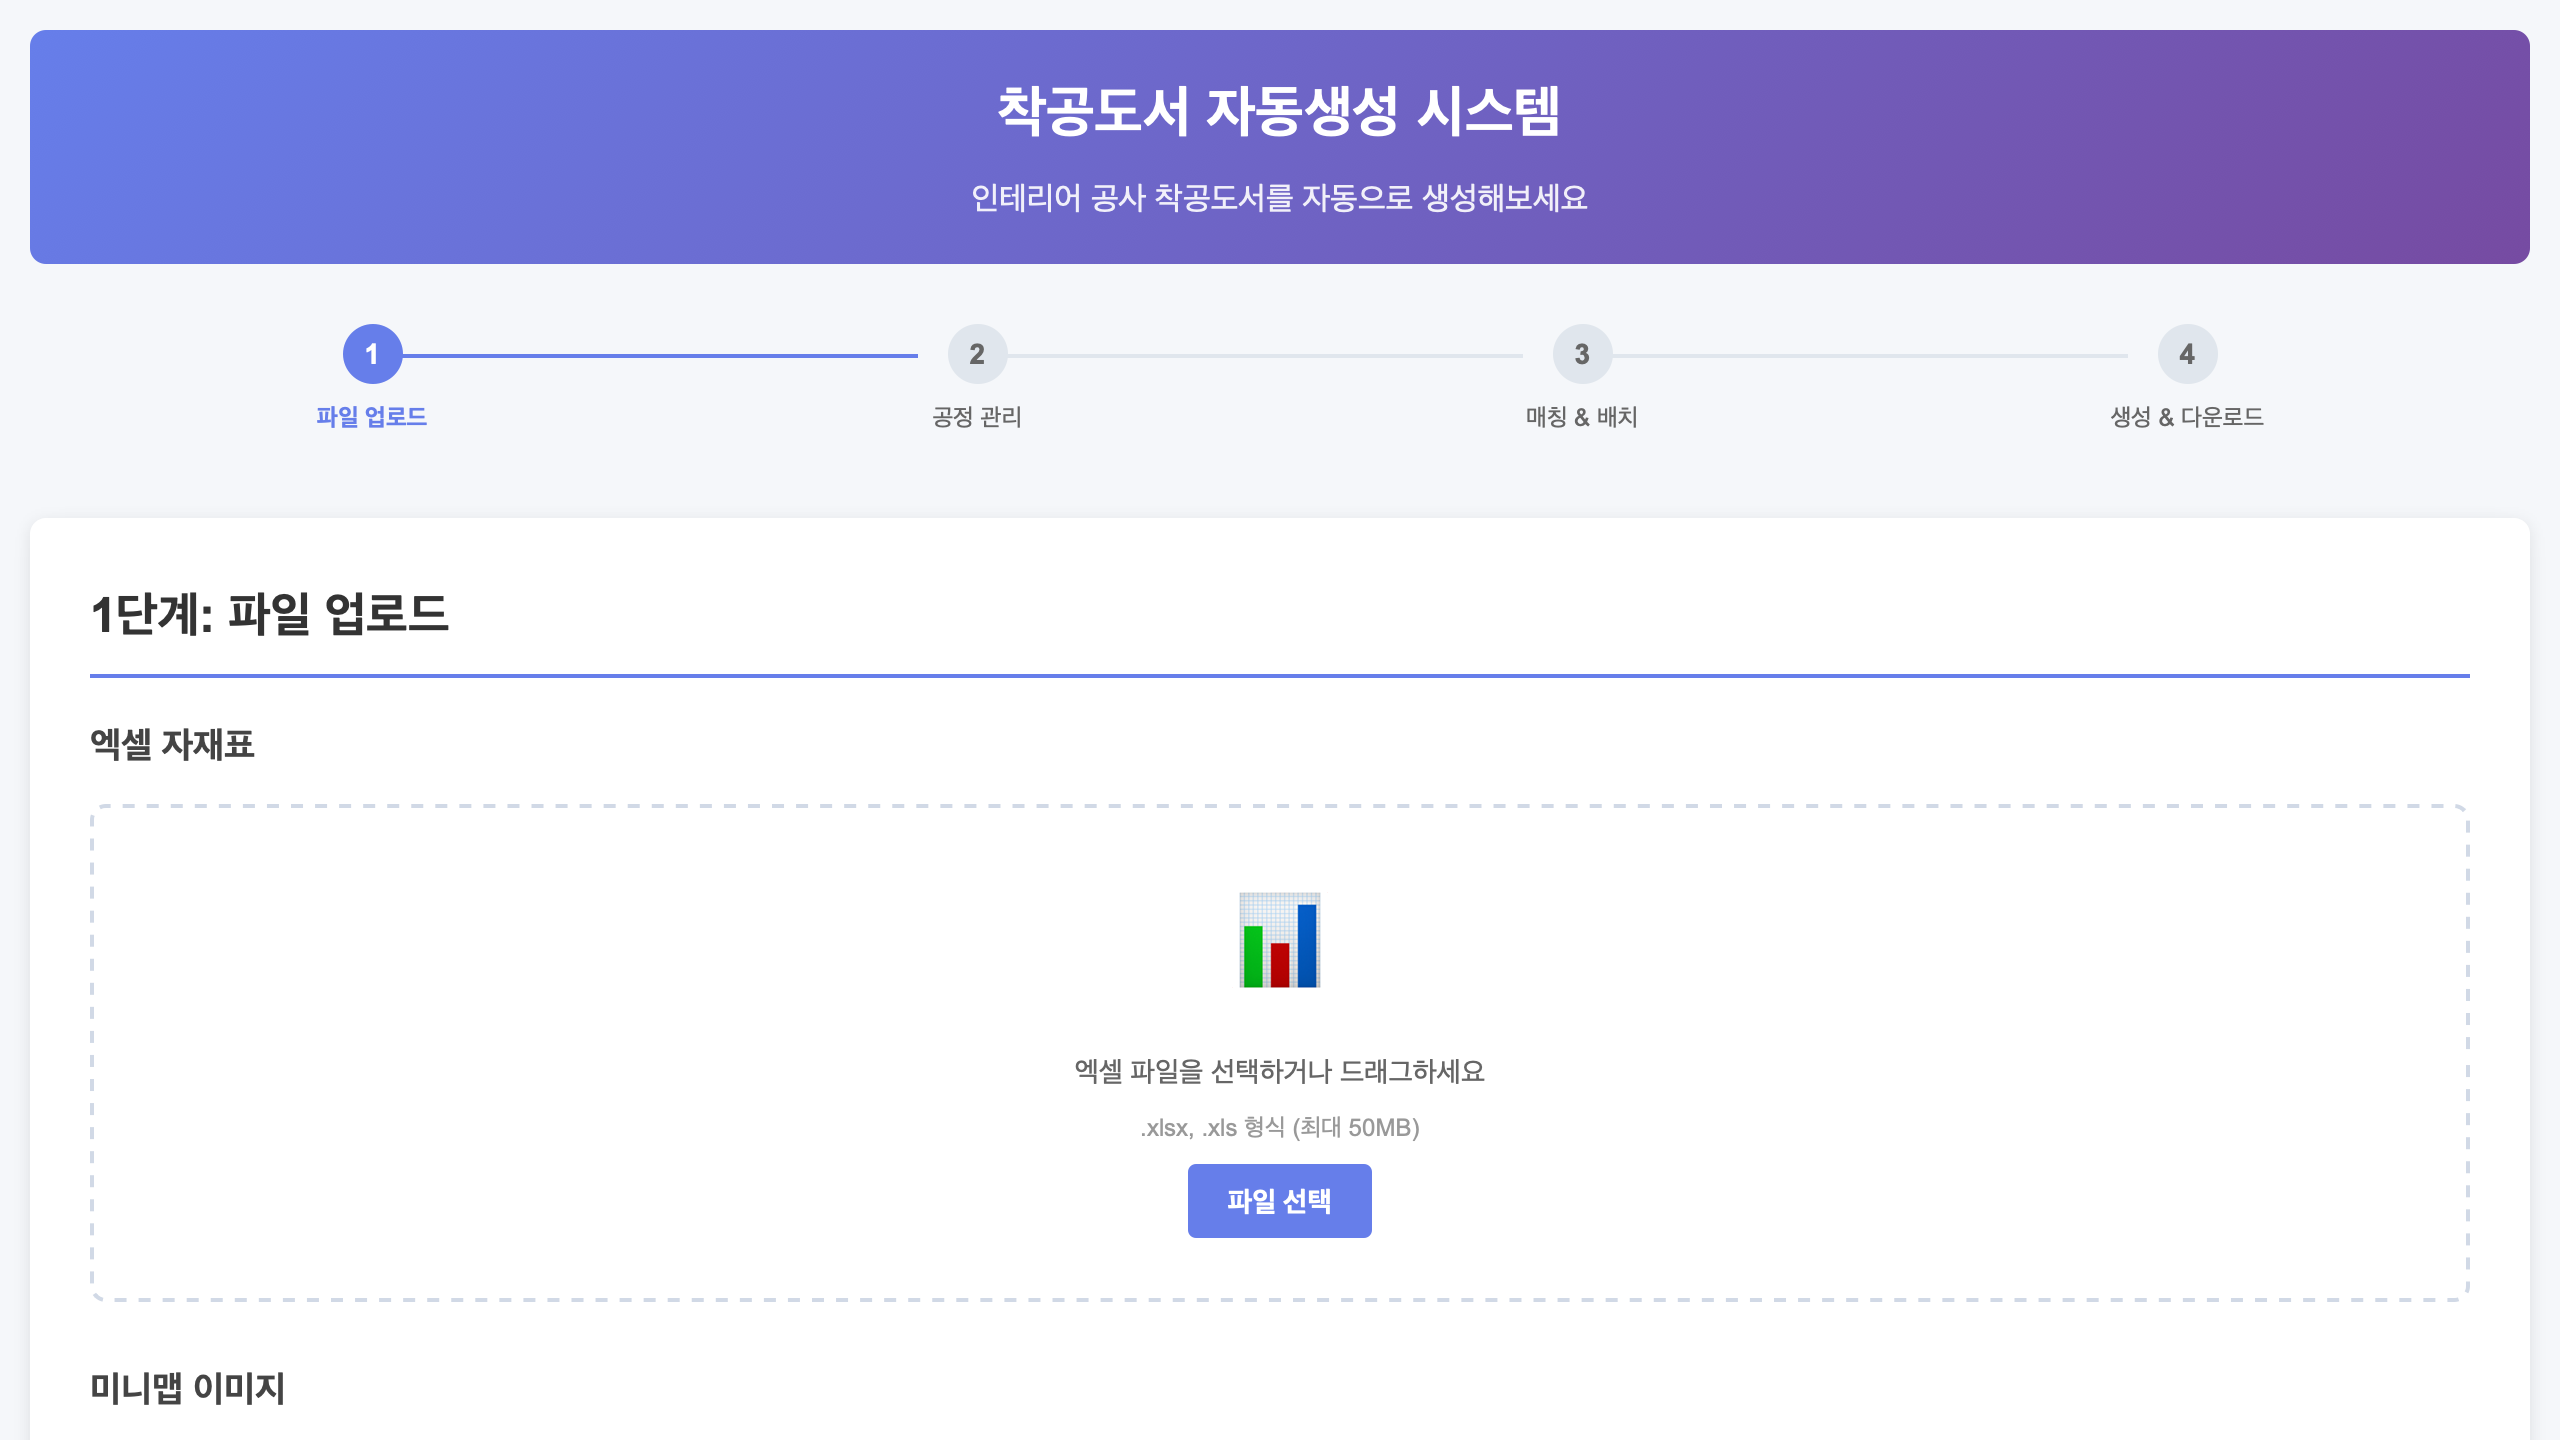 착공도서 자동생성 시스템
인테리어 공사 착공도서를 자동으로 생성해보세요
1
2
3
4
파일 업로드
공정 관리
매칭 & 배치
생성 & 다운로드
1단계: 파일 업로드
엑셀 자재표
엑셀 파일을 선택하거나 드래그하세요
.xlsx, .xls 형식 (최대 50MB)
파일 선택
미니맵 이미지